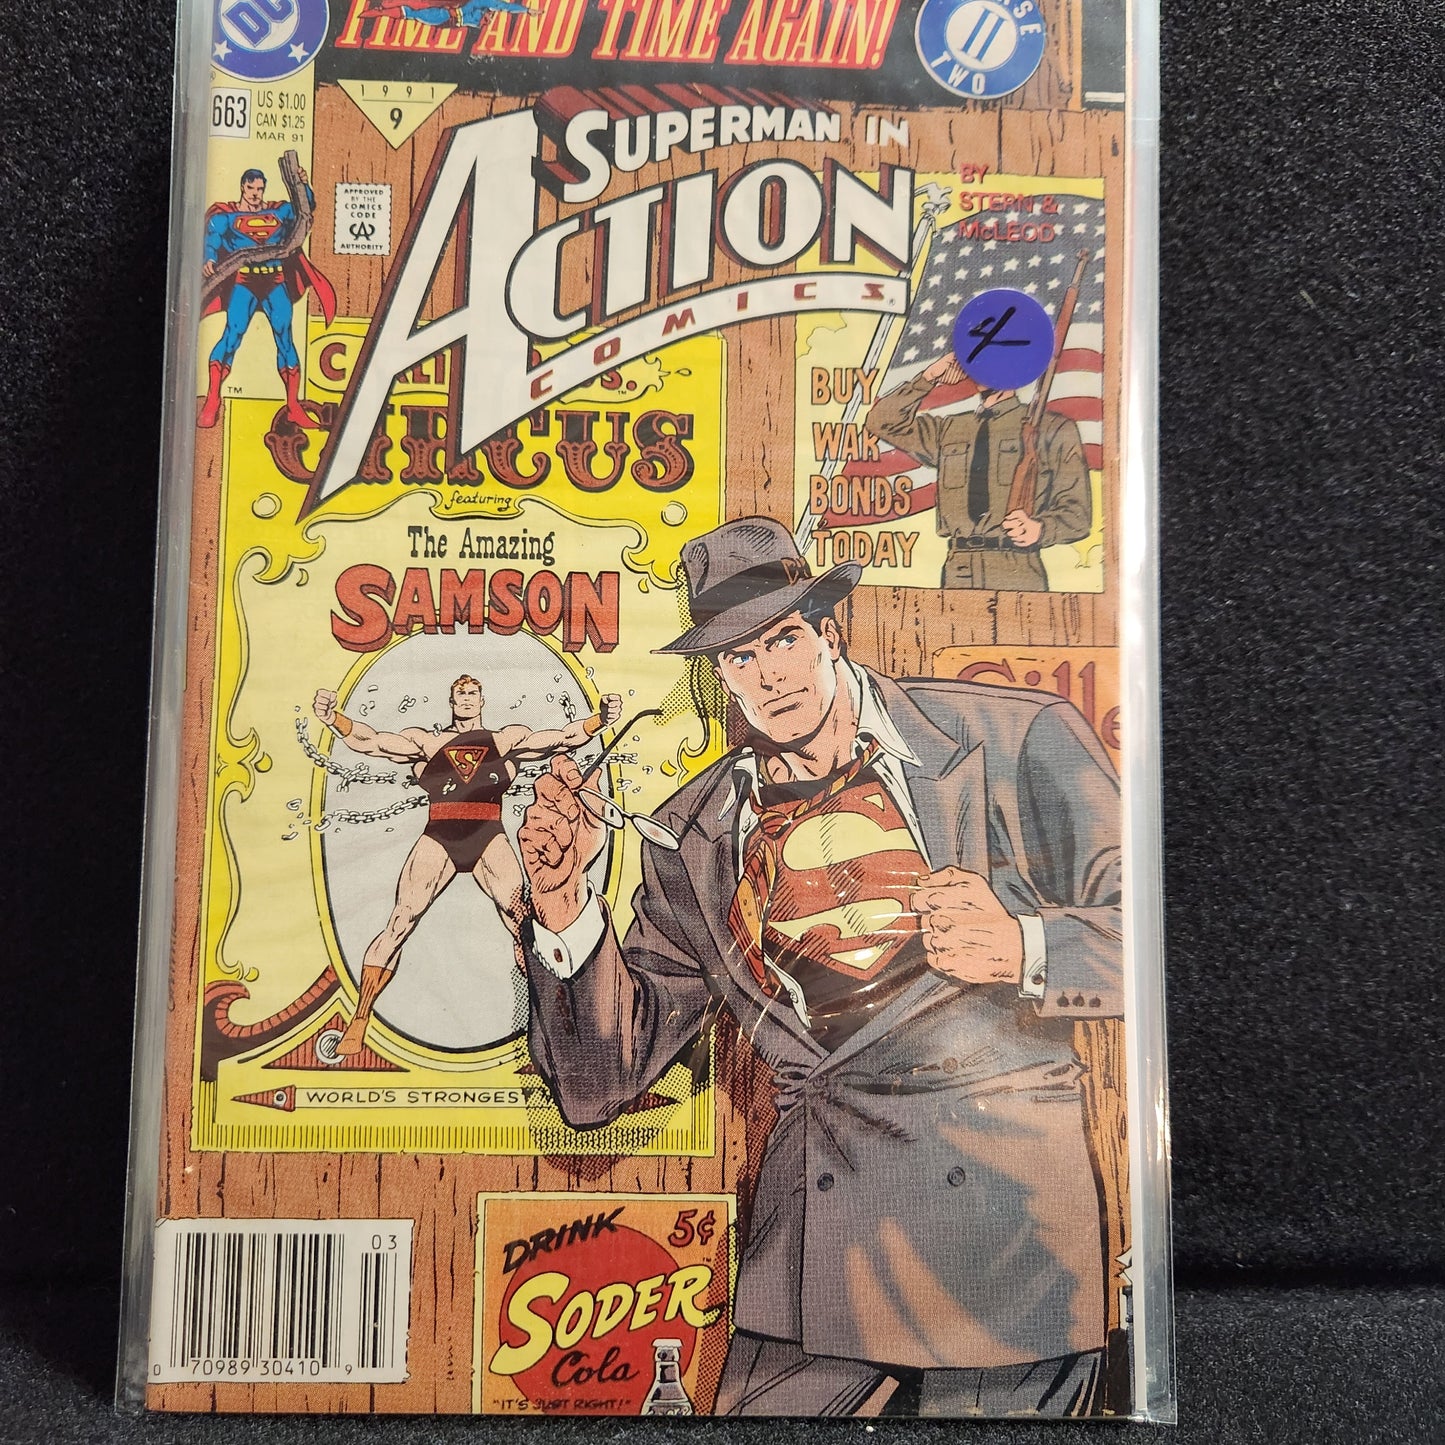 DC
TIME AND TIME AGAIN!
II
TWO
663
US $1.00
CAN $1.25
MAR 91
1991
9
APPROVED
BY THE
COMICS
CODE
CA
AUTHORITY
SUPERMAN IN
ACTION
COMICS
®
BY
STERN &
McLEOD
TM
4
CIRCUS
featuring
The Amazing
SAMSON
S
WORLD'S STRONGEST
BUY
WAR
BONDS
TODAY
S
DRINK
5¢
SODER
Cola
"IT'S JUST RIGHT!"
03
0 70989 30410 9